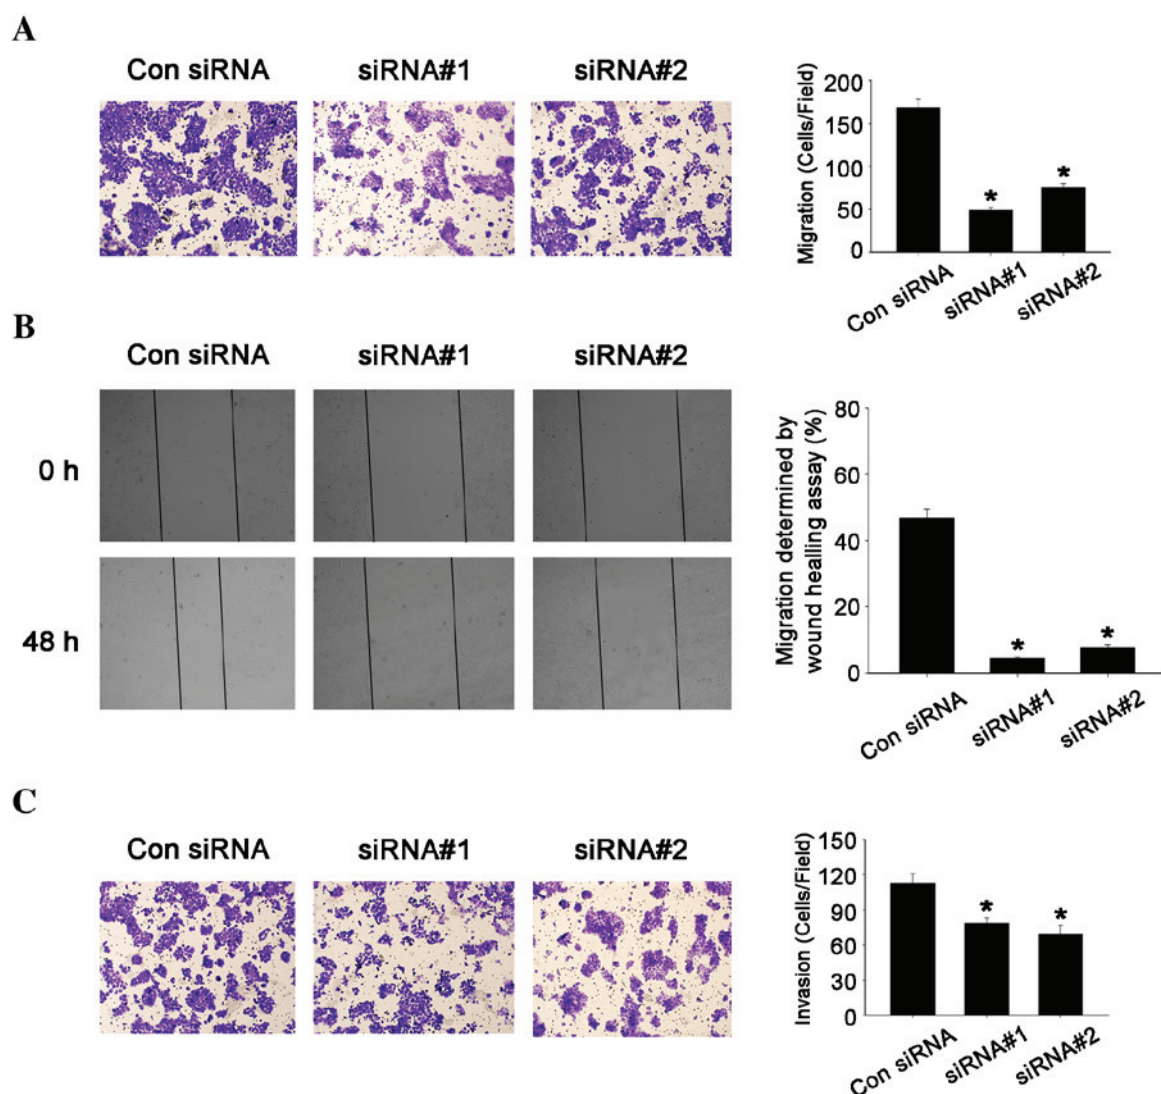 A
Con siRNA
siRNA#1
siRNA#2
Migration (Cells/Field)
200
150
100
50
0
Con siRNA
siRNA#1
siRNA#2
*
*
B
Con siRNA
siRNA#1
siRNA#2
0 h
48 h
Migration determined by
wound healling assay (%)
80
60
40
20
0
Con siRNA
siRNA#1
siRNA#2
*
*
C
Con siRNA
siRNA#1
siRNA#2
Invasion (Cells/Field)
150
120
90
60
30
0
Con siRNA
siRNA#1
siRNA#2
*
*